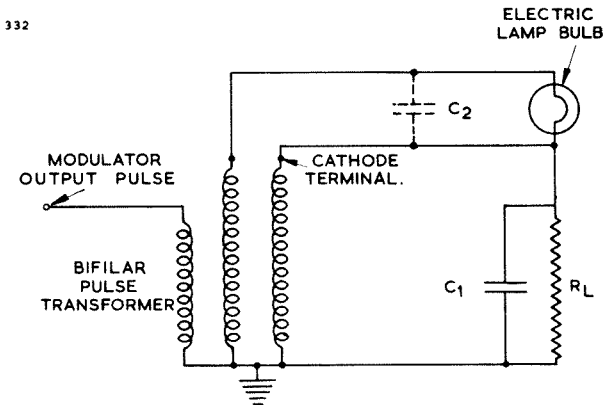 332
ELECTRIC
LAMP BULB
C2
MODULATOR
OUTPUT PULSE
CATHODE
TERMINAL.
BIFILAR
PULSE
TRANSFORMER
C1
RL